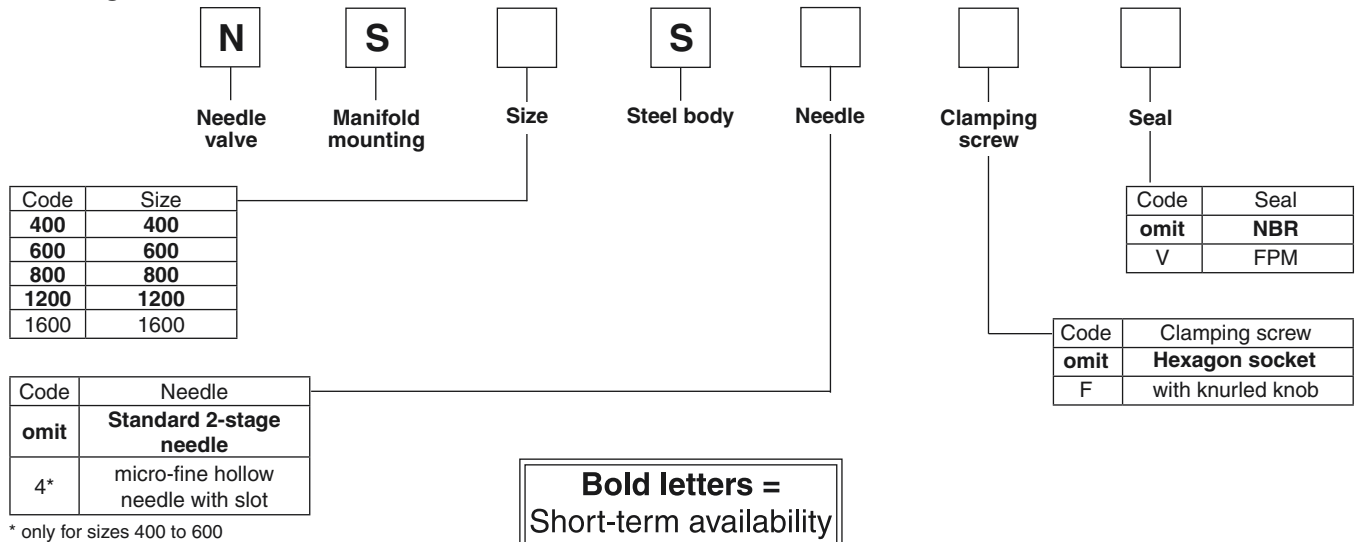 N S S
Needle valve
Manifold mounting
Size
Steel body
Needle
Clamping screw
Seal
Code Size
400 400
600 600
800 800
1200 1200
1600 1600
Code Seal
omit NBR
V FPM
Code Clamping screw
omit Hexagon socket
F with knurled knob
Code Needle
omit Standard 2-stage
needle
4* micro-fine hollow
needle with slot
* only for sizes 400 to 600
Bold letters =
Short-term availability